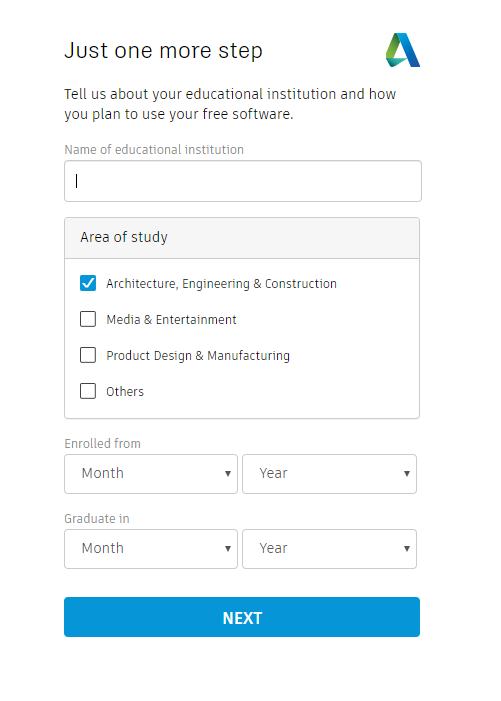 Just one more step
Tell us about your educational institution and how
you plan to use your free software.
Name of educational institution
Area of study
Architecture, Engineering & Construction
Media & Entertainment
Product Design & Manufacturing
Others
Enrolled from
Month Year
Graduate in
Month Year
NEXT